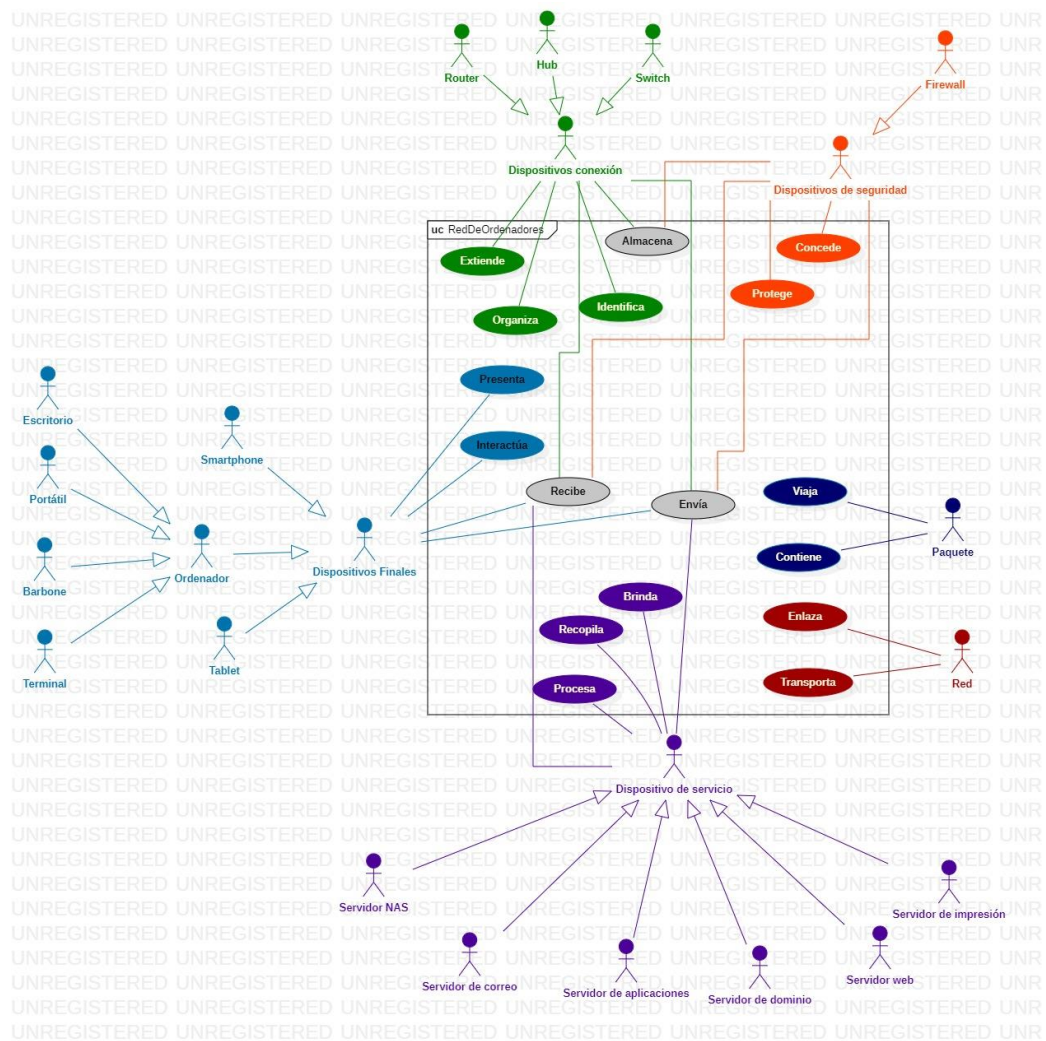 Router
Hub
Switch
Firewall
Dispositivos conexión
Dispositivos de seguridad
uc RedDeOrdenadores
Almacena
Concede
Extiende
Protege
Identifica
Organiza
Presenta
Escritorio
Interactúa
Smartphone
Portátil
Recibe
Viaja
Envía
Paquete
Contiene
Ordenador
Dispositivos Finales
Barbone
Brinda
Enlaza
Recopila
Tablet
Terminal
Transporta
Red
Procesa
Dispositivo de servicio
Servidor NAS
Servidor de impresión
Servidor web
Servidor de correo
Servidor de aplicaciones
Servidor de dominio
UNREGISTERED